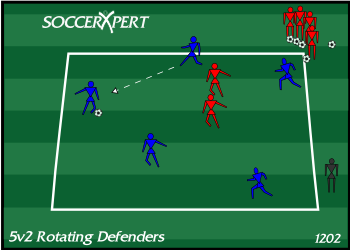 SOCCERXPERT
5v2 Rotating Defenders
1202